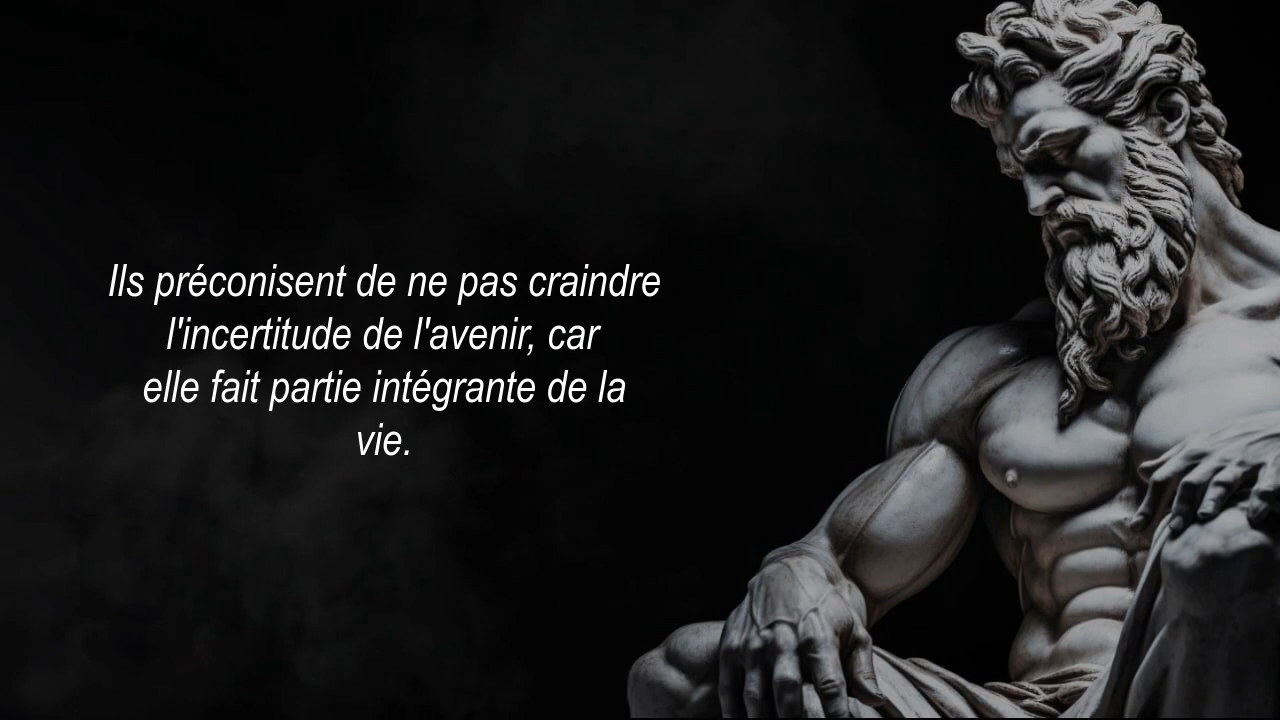 Ils préconisent de ne pas craindre
l'incertitude de l'avenir, car
elle fait partie intégrante de la
vie.